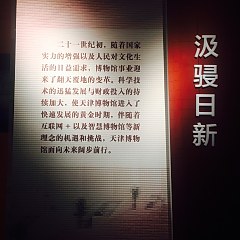 二十一世纪初，随着国家
实力的增强以及人民对文化生
活的日益需求，博物馆事业迎
来了翻天覆地的变革。科学技
术的迅猛发展与财政投入的持
续加大，使天津博物馆进入了
快速发展的黄金时期，伴随着
互联网+以及智慧博物馆等新
理念的机遇和挑战，天津博物
馆面向未来阔步前行。
汲骎日新